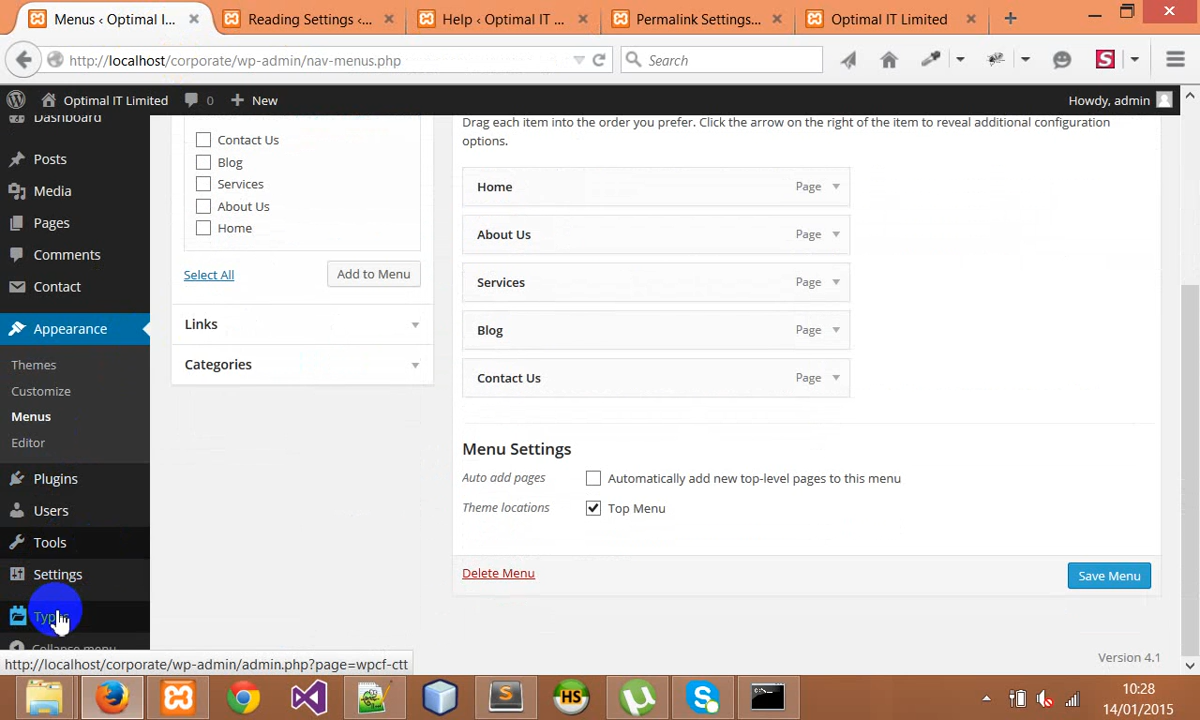 Menus ‹ Optimal I...
Reading Settings ‹...
Help ‹ Optimal IT ...
Permalink Settings...
Optimal IT Limited
http://localhost/corporate/wp-admin/nav-menus.php
Search
Optimal IT Limited
0
New
Howdy, admin
Dashboard
Posts
Media
Pages
Comments
Contact
Appearance
Themes
Customize
Menus
Editor
Plugins
Users
Tools
Settings
Types
Collapse menu
Contact Us
Blog
Services
About Us
Home
Select All
Add to Menu
Links
Categories
Drag each item into the order you prefer. Click the arrow on the right of the item to reveal additional configuration
options.
Home Page
About Us Page
Services Page
Blog Page
Contact Us Page
Menu Settings
Auto add pages
Automatically add new top-level pages to this menu
Theme locations
Top Menu
Delete Menu
Save Menu
Version 4.1
http://localhost/corporate/wp-admin/admin.php?page=wpcf-ctt
HS
10:28
14/01/2015